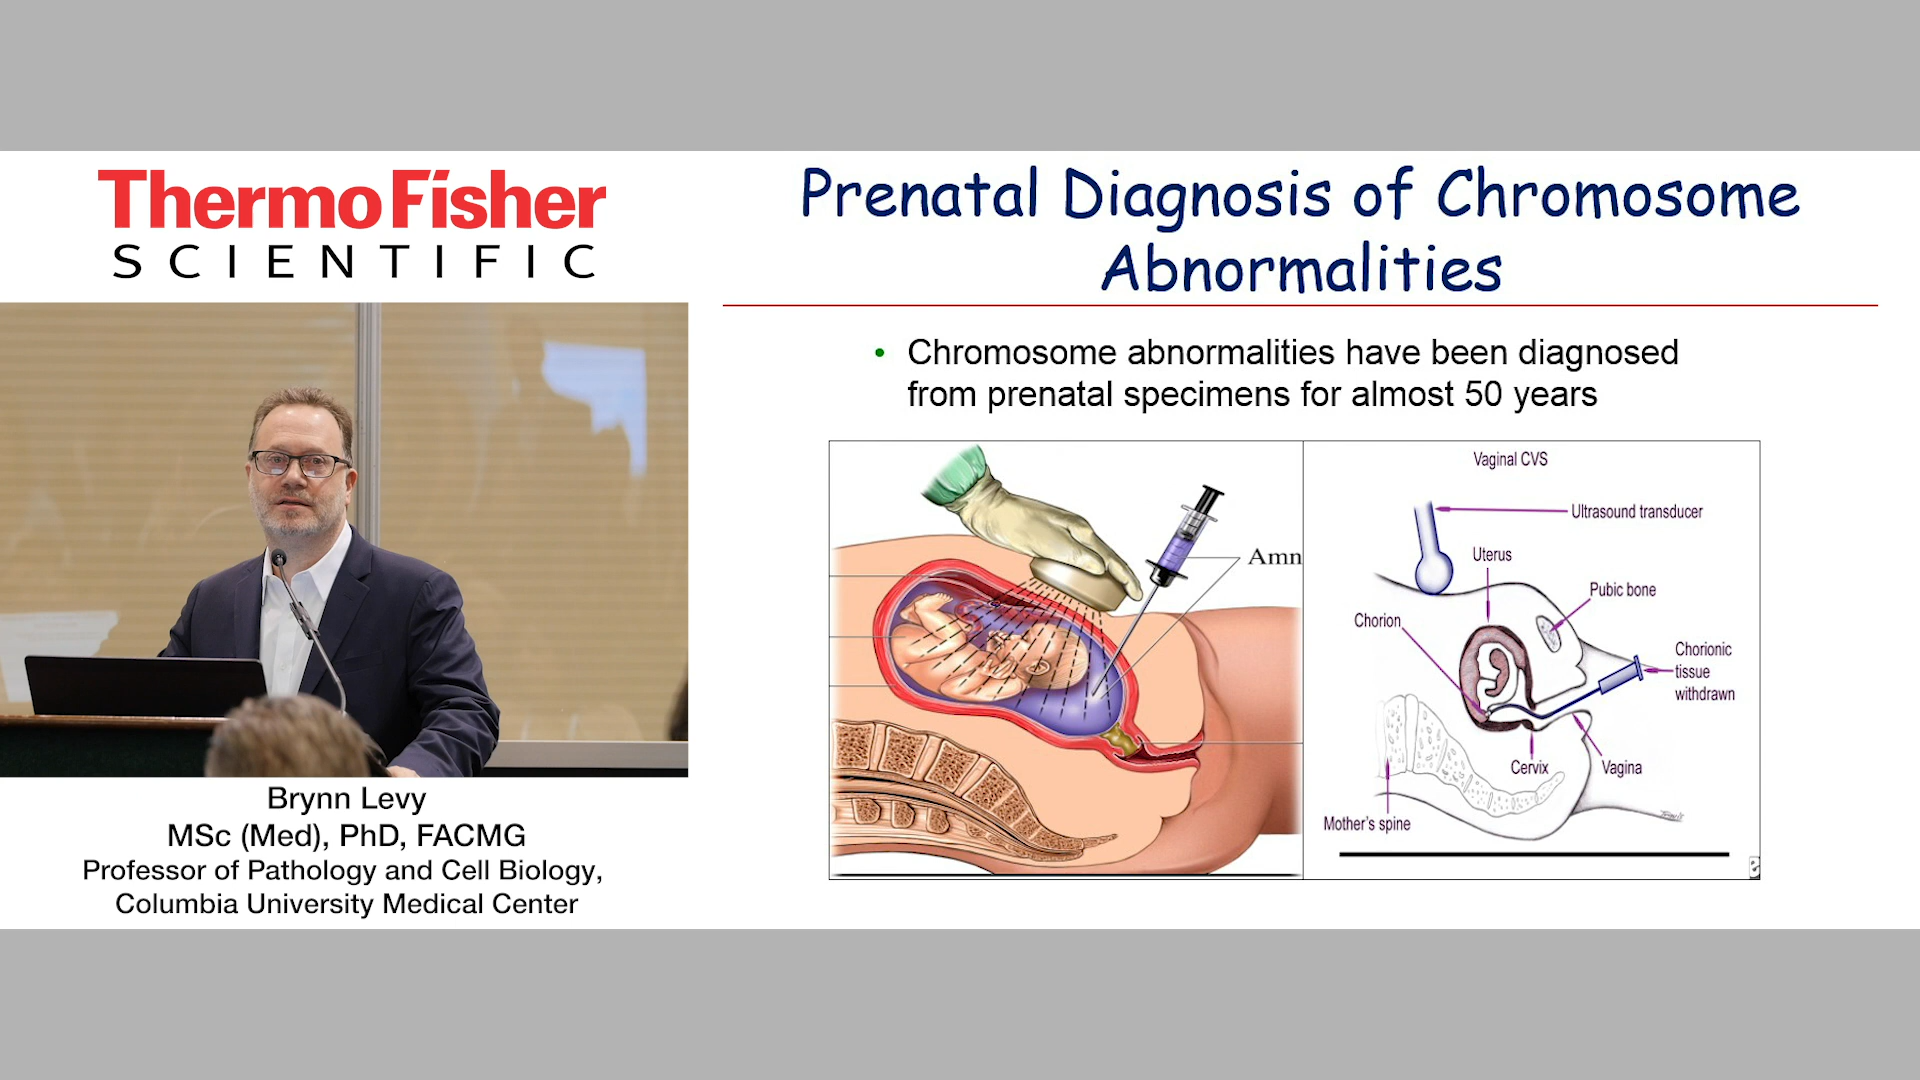 ThermoFisher
SCIENTIFIC
Brynn Levy
MSc (Med), PhD, FACMG
Professor of Pathology and Cell Biology,
Columbia University Medical Center
Prenatal Diagnosis of Chromosome
Abnormalities
• Chromosome abnormalities have been diagnosed
from prenatal specimens for almost 50 years
Amn
Vaginal CVS
Ultrasound transducer
Uterus
Pubic bone
Chorion
Chorionic
tissue
withdrawn
Cervix
Vagina
Mother's spine